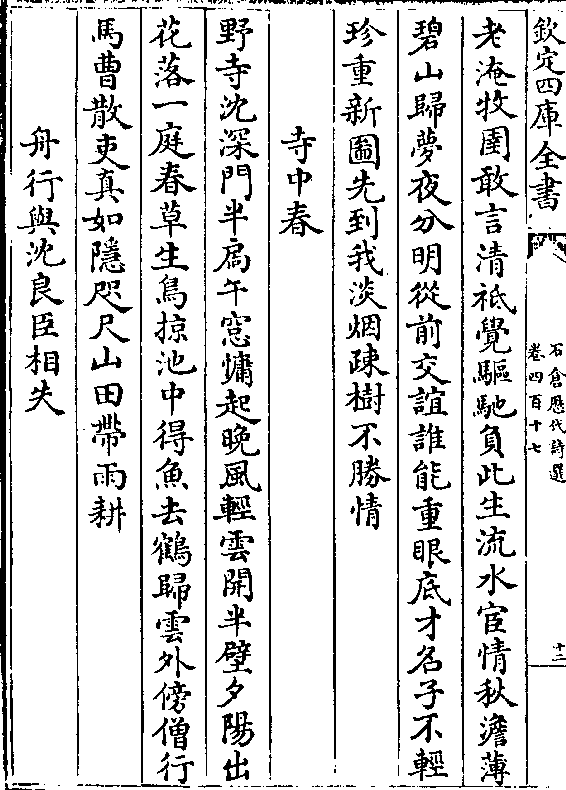 欽定四庫全書
石倉歷代詩選
卷四百十七
十二
老淹牧圉敢言清祇覺驅馳負此生流水宦情秋澹薄
碧山歸夢夜分明從前交誼誰能重眼底才名子不輕
珍重新圖先到我淡烟疎樹不勝情
寺中春
野寺沈深門半扃午窓慵起晚風輕雲開半壁夕陽出
花落一庭春草生鳥掠池中得魚去鶴歸雲外傍僧行
馬曹散吏真如隱咫尺山田帶雨耕
舟行與沈良臣相失